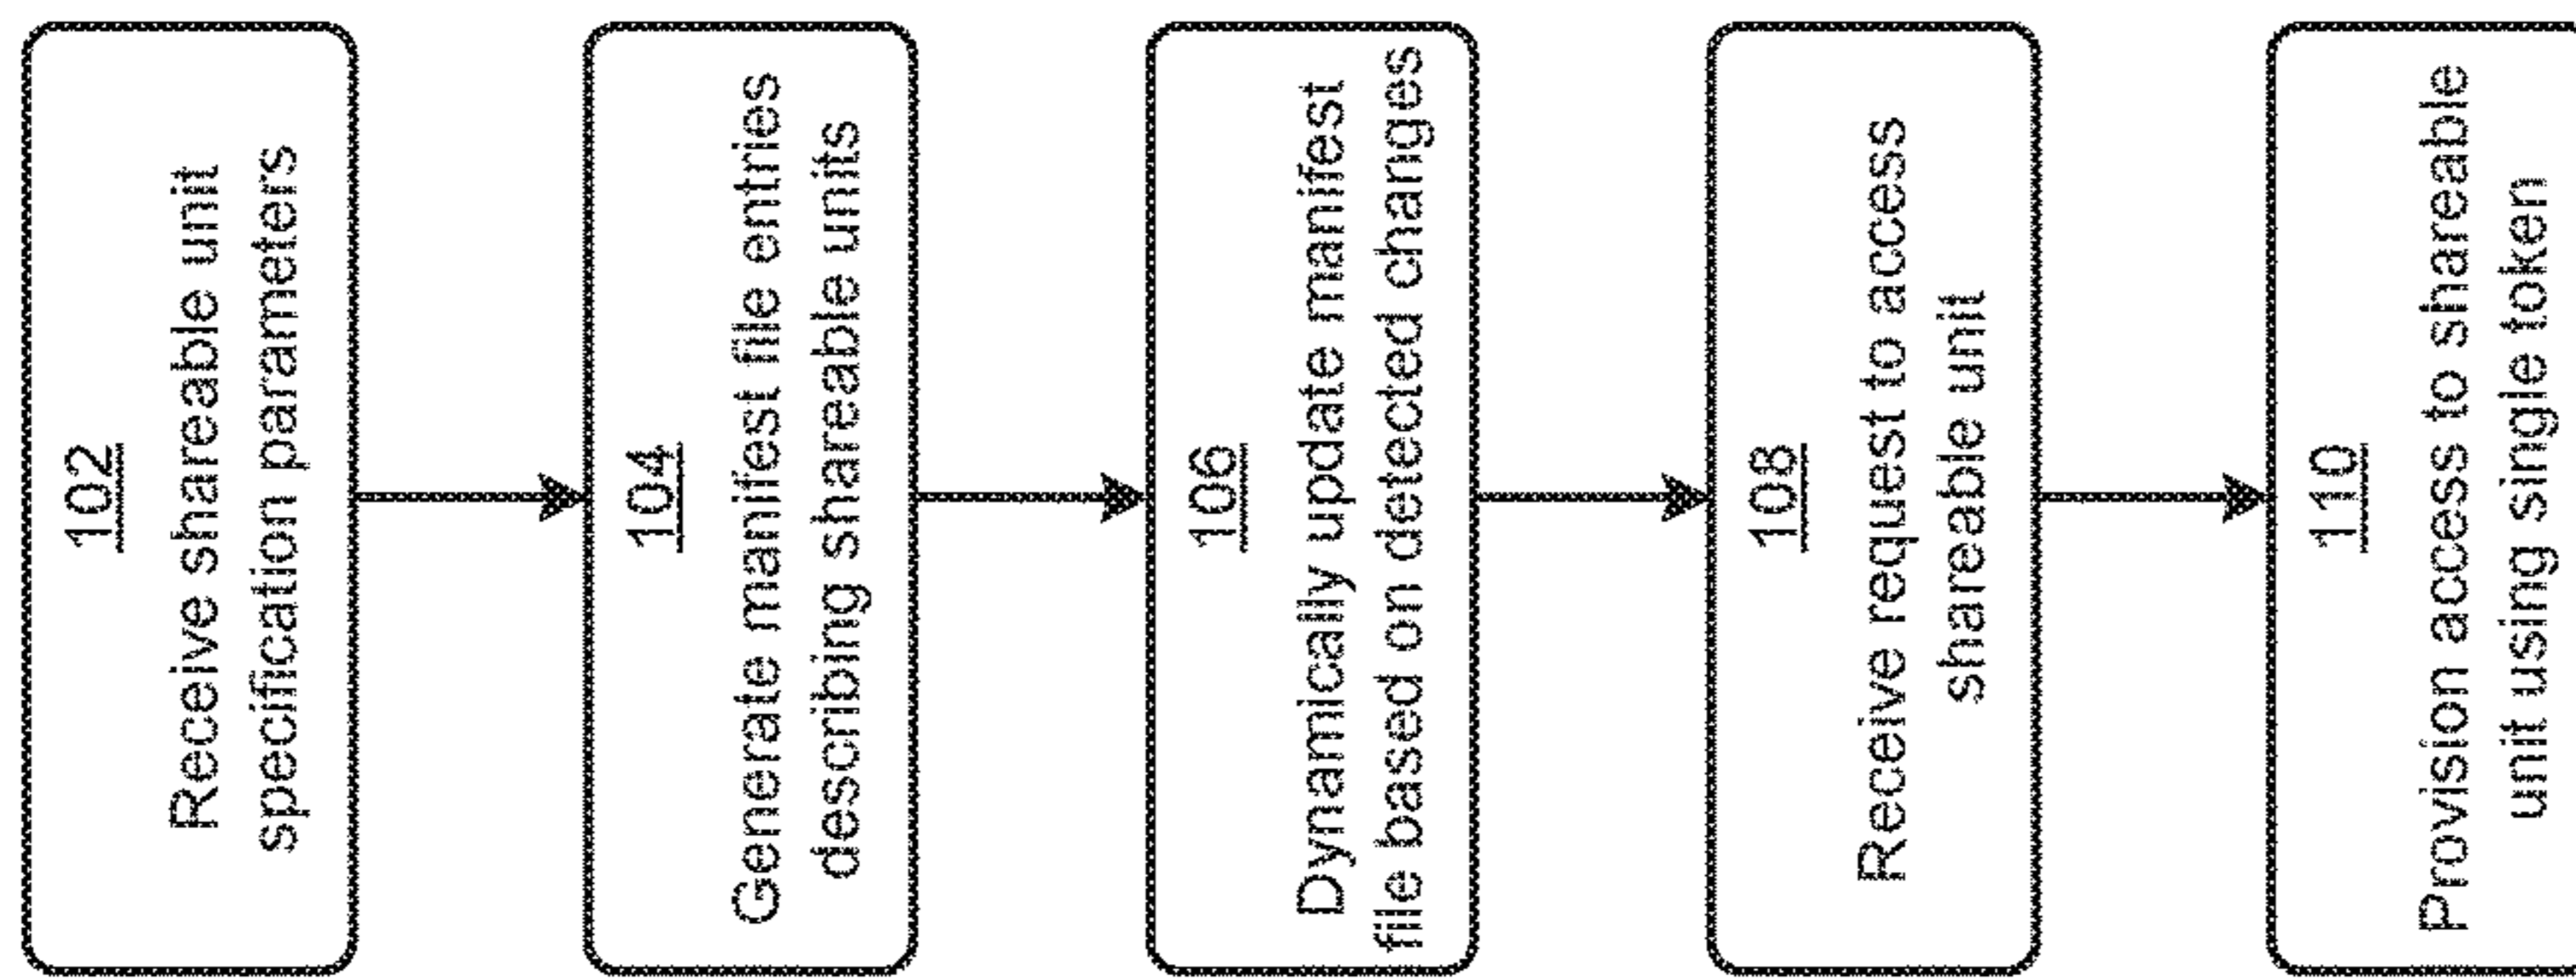 102
Receive shareable unit
specification parameters
104
Generate manifest file entries
describing shareable units
106
Dynamically update manifest
file based on detected changes
108
Receive request to access
shareable unit
110
Provision access to shareable
unit using single token